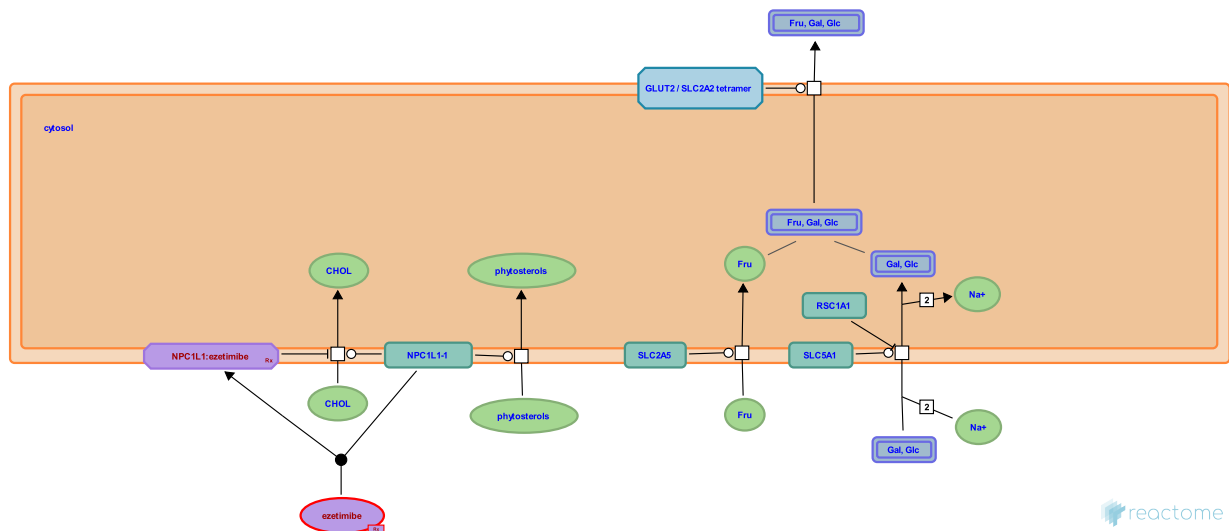 Fru, Gal, Glc
GLUT2 / SLC2A2 tetramer
cytosol
Fru, Gal, Glc
CHOL
phytosterols
Fru
Gal, Glc
RSC1A1
2
Na+
NPC1L1:ezetimibe
Rx
NPC1L1-1
SLC2A5
SLC5A1
CHOL
phytosterols
Fru
2
Na+
Gal, Glc
ezetimibe
Rx
reactome